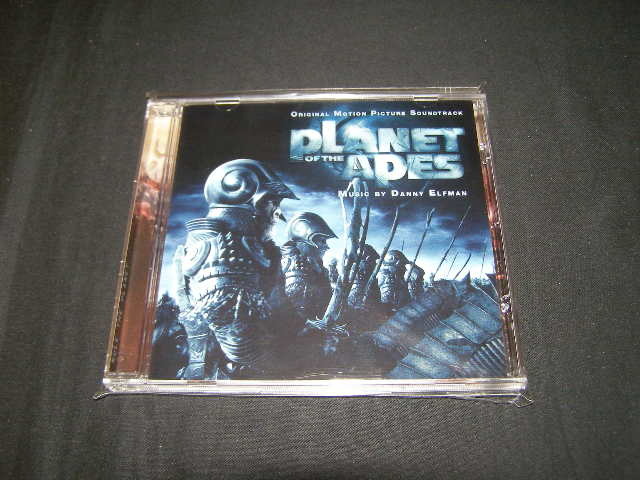 Original Motion Picture Soundtrack
PLANET
OF THE APES
Music by Danny Elfman